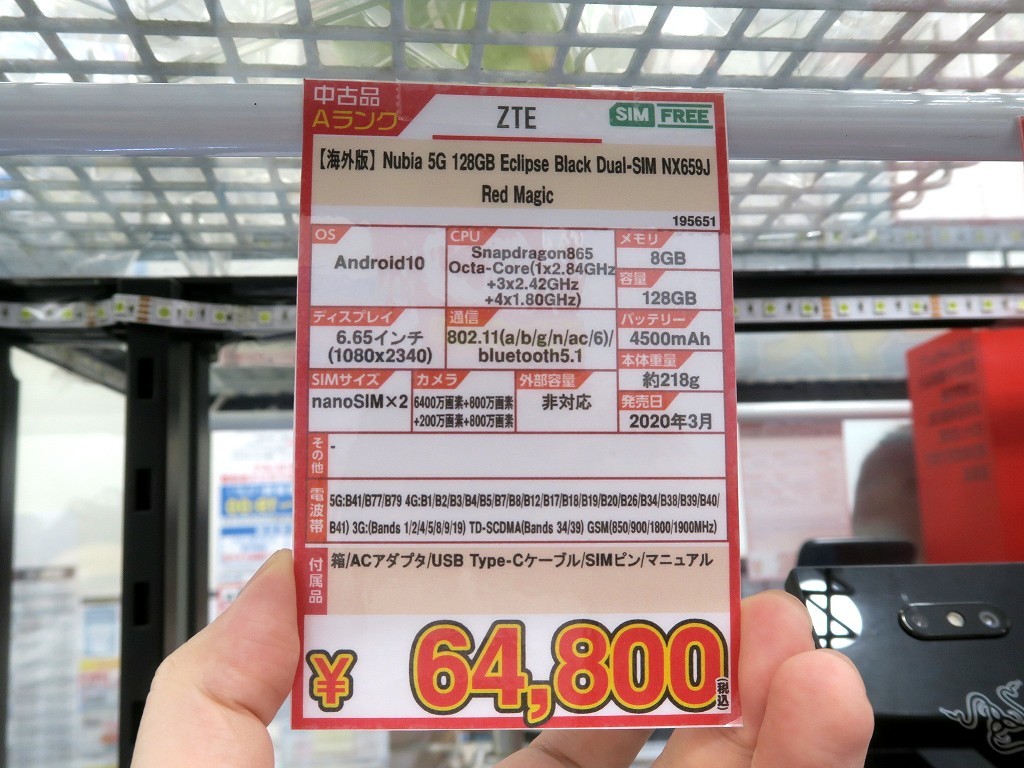 中古品
Aランク
ZTE
SIM FREE
【海外版】Nubia 5G 128GB Eclipse Black Dual-SIM NX659J
Red Magic
195651
OS
Android10
CPU
Snapdragon865
Octa-Core(1x2.84GHz
+3x2.42GHz
+4x1.80GHz)
メモリ
8GB
容量
128GB
ディスプレイ
6.65インチ
(1080x2340)
通信
802.11(a/b/g/n/ac/6)/
bluetooth5.1
バッテリー
4500mAh
本体重量
約218g
SIMサイズ
nanoSIM×2
カメラ
6400万画素+800万画素
+200万画素+800万画素
外部容量
非対応
発売日
2020年3月
その他
-
電波帯
5G:B41/B77/B79 4G:B1/B2/B3/B4/B5/B7/B8/B12/B17/B18/B19/B20/B26/B34/B38/B39/B40/
B41) 3G:(Bands 1/2/4/5/8/9/19) TD-SCDMA(Bands 34/39) GSM(850/900/1800/1900MHz)
付属品
箱/ACアダプタ/USB Type-Cケーブル/SIMピン/マニュアル
¥ 64,800 (税込)